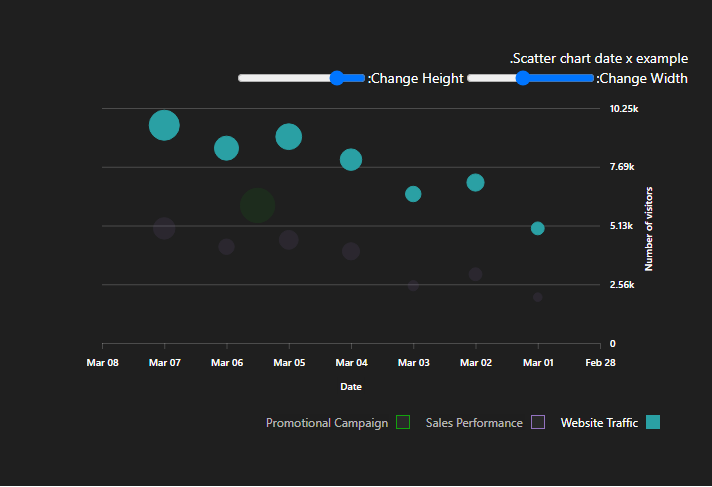 .Scatter chart date x example
:Change Width
:Change Height
10.25k
7.69k
5.13k
2.56k
0
Number of visitors
Mar 08 Mar 07 Mar 06 Mar 05 Mar 04 Mar 03 Mar 02 Mar 01 Feb 28
Date
Promotional Campaign Sales Performance Website Traffic